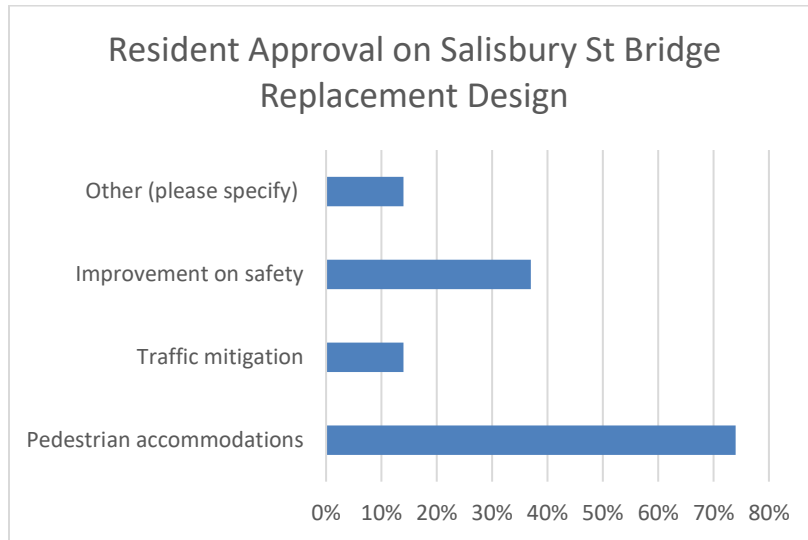 Resident Approval on Salisbury St Bridge
Replacement Design
Other (please specify)
Improvement on safety
Traffic mitigation
Pedestrian accommodations
0% 10% 20% 30% 40% 50% 60% 70% 80%